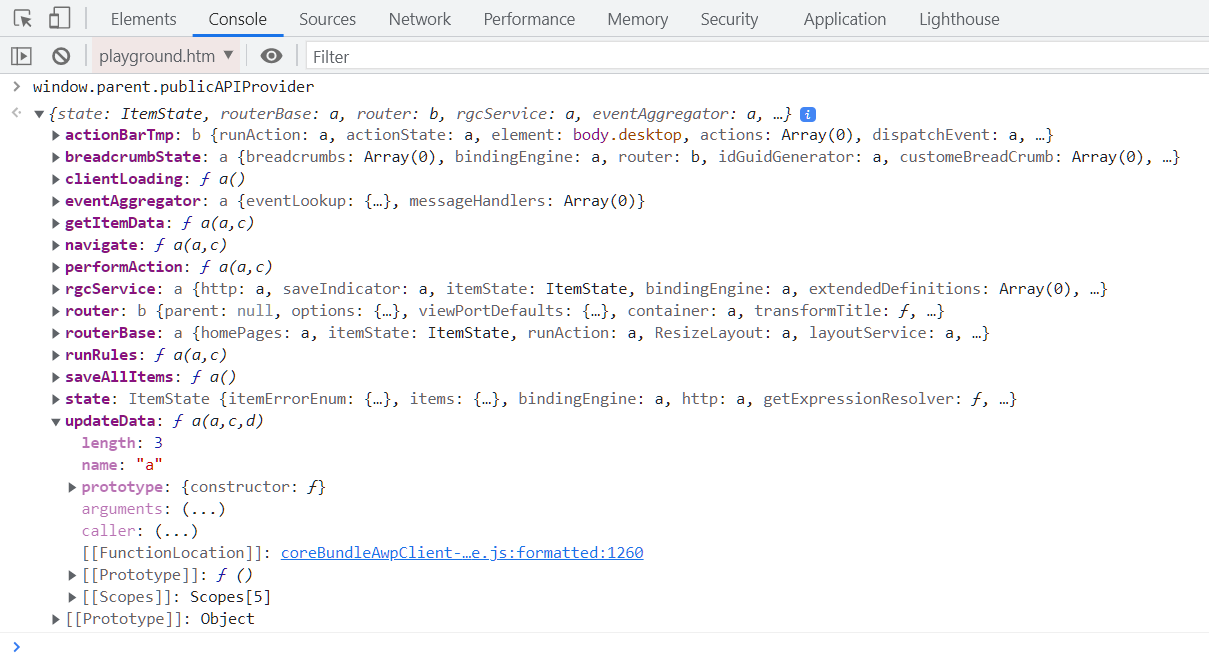 Elements Console Sources Network Performance Memory Security Application Lighthouse
playground.htm ▼ Filter
> window.parent.publicAPIProvider
{state: ItemState, routerBase: a, router: b, rgcService: a, eventAggregator: a, …} i
actionBarTmp: b {runAction: a, actionState: a, element: body.desktop, actions: Array(0), dispatchEvent: a, …}
breadcrumbState: a {breadcrumbs: Array(0), bindingEngine: a, router: b, idGuidGenerator: a, customeBreadCrumb: Array(0), …}
clientLoading: ƒ a()
eventAggregator: a {eventLookup: {…}, messageHandlers: Array(0)}
getItemData: ƒ a(a,c)
navigate: ƒ a(a,c)
performAction: ƒ a(a,c)
rgcService: a {http: a, saveIndicator: a, itemState: ItemState, bindingEngine: a, extendedDefinitions: Array(0), …}
router: b {parent: null, options: {…}, viewPortDefaults: {…}, container: a, transformTitle: ƒ, …}
routerBase: a {homePages: a, itemState: ItemState, runAction: a, ResizeLayout: a, layoutService: a, …}
runRules: ƒ a(a,c)
saveAllItems: ƒ a()
state: ItemState {itemErrorEnum: {…}, items: {…}, bindingEngine: a, http: a, getExpressionResolver: ƒ, …}
updateData: ƒ a(a,c,d)
length: 3
name: "a"
prototype: {constructor: ƒ}
arguments: (...)
caller: (...)
[[FunctionLocation]]: coreBundleAwpClient-…e.js:formatted:1260
[[Prototype]]: ƒ ()
[[Scopes]]: Scopes[5]
[[Prototype]]: Object
>